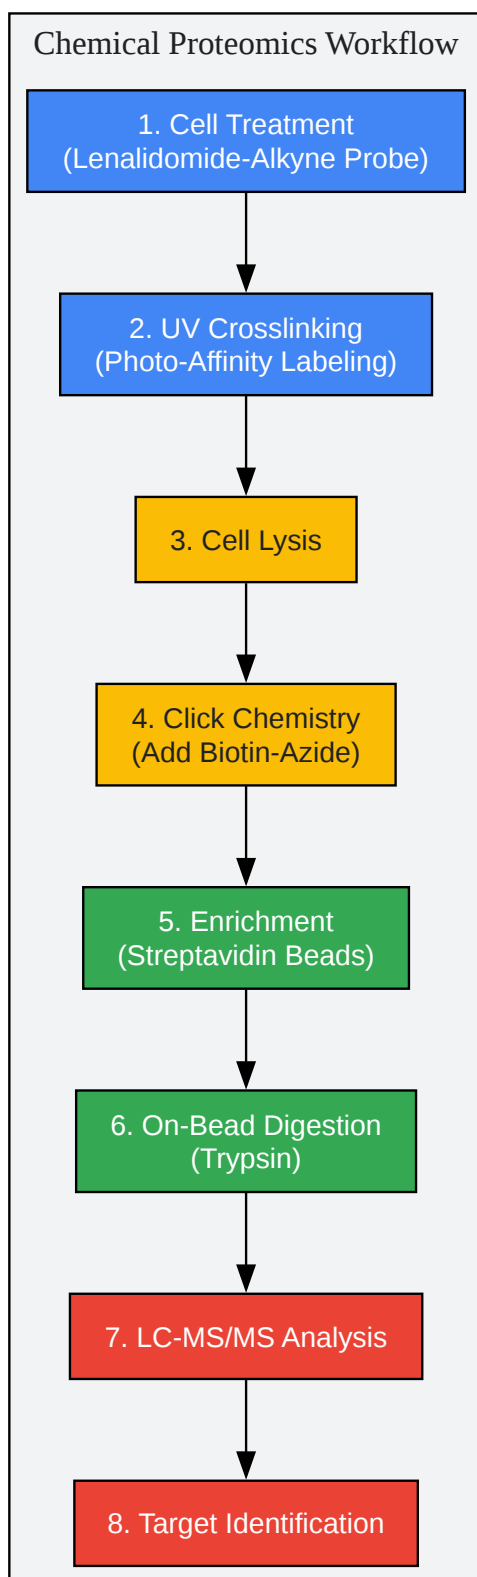 Chemical Proteomics Workflow
1. Cell Treatment
(Lenalidomide-Alkyne Probe)
2. UV Crosslinking
(Photo-Affinity Labeling)
3. Cell Lysis
4. Click Chemistry
(Add Biotin-Azide)
5. Enrichment
(Streptavidin Beads)
6. On-Bead Digestion
(Trypsin)
7. LC-MS/MS Analysis
8. Target Identification